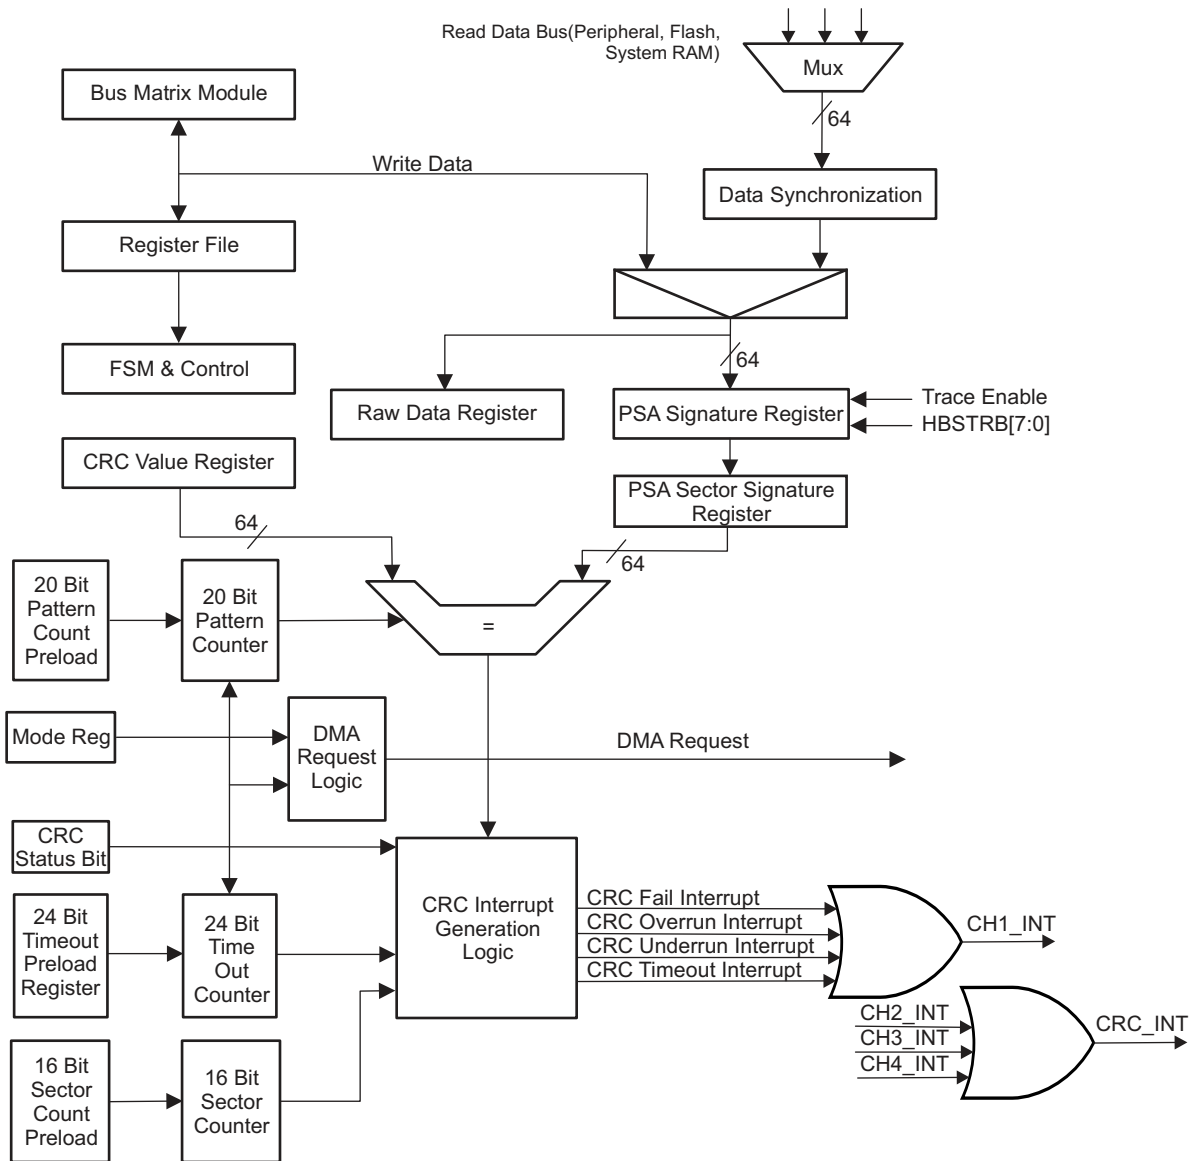 Read Data Bus(Peripheral, Flash,
System RAM)
Mux
64
Bus Matrix Module
Write Data
Data Synchronization
Register File
FSM & Control
64
Raw Data Register
PSA Signature Register
Trace Enable
HBSTRB[7:0]
CRC Value Register
PSA Sector Signature
Register
64
64
20 Bit
Pattern
Count
Preload
20 Bit
Pattern
Counter
=
Mode Reg
DMA
Request
Logic
DMA Request
CRC
Status Bit
24 Bit
Timeout
Preload
Register
24 Bit
Time
Out
Counter
CRC Interrupt
Generation
Logic
CRC Fail Interrupt
CRC Overrun Interrupt
CRC Underrun Interrupt
CRC Timeout Interrupt
CH1_INT
CH2_INT
CH3_INT
CH4_INT
CRC_INT
16 Bit
Sector
Count
Preload
16 Bit
Sector
Counter